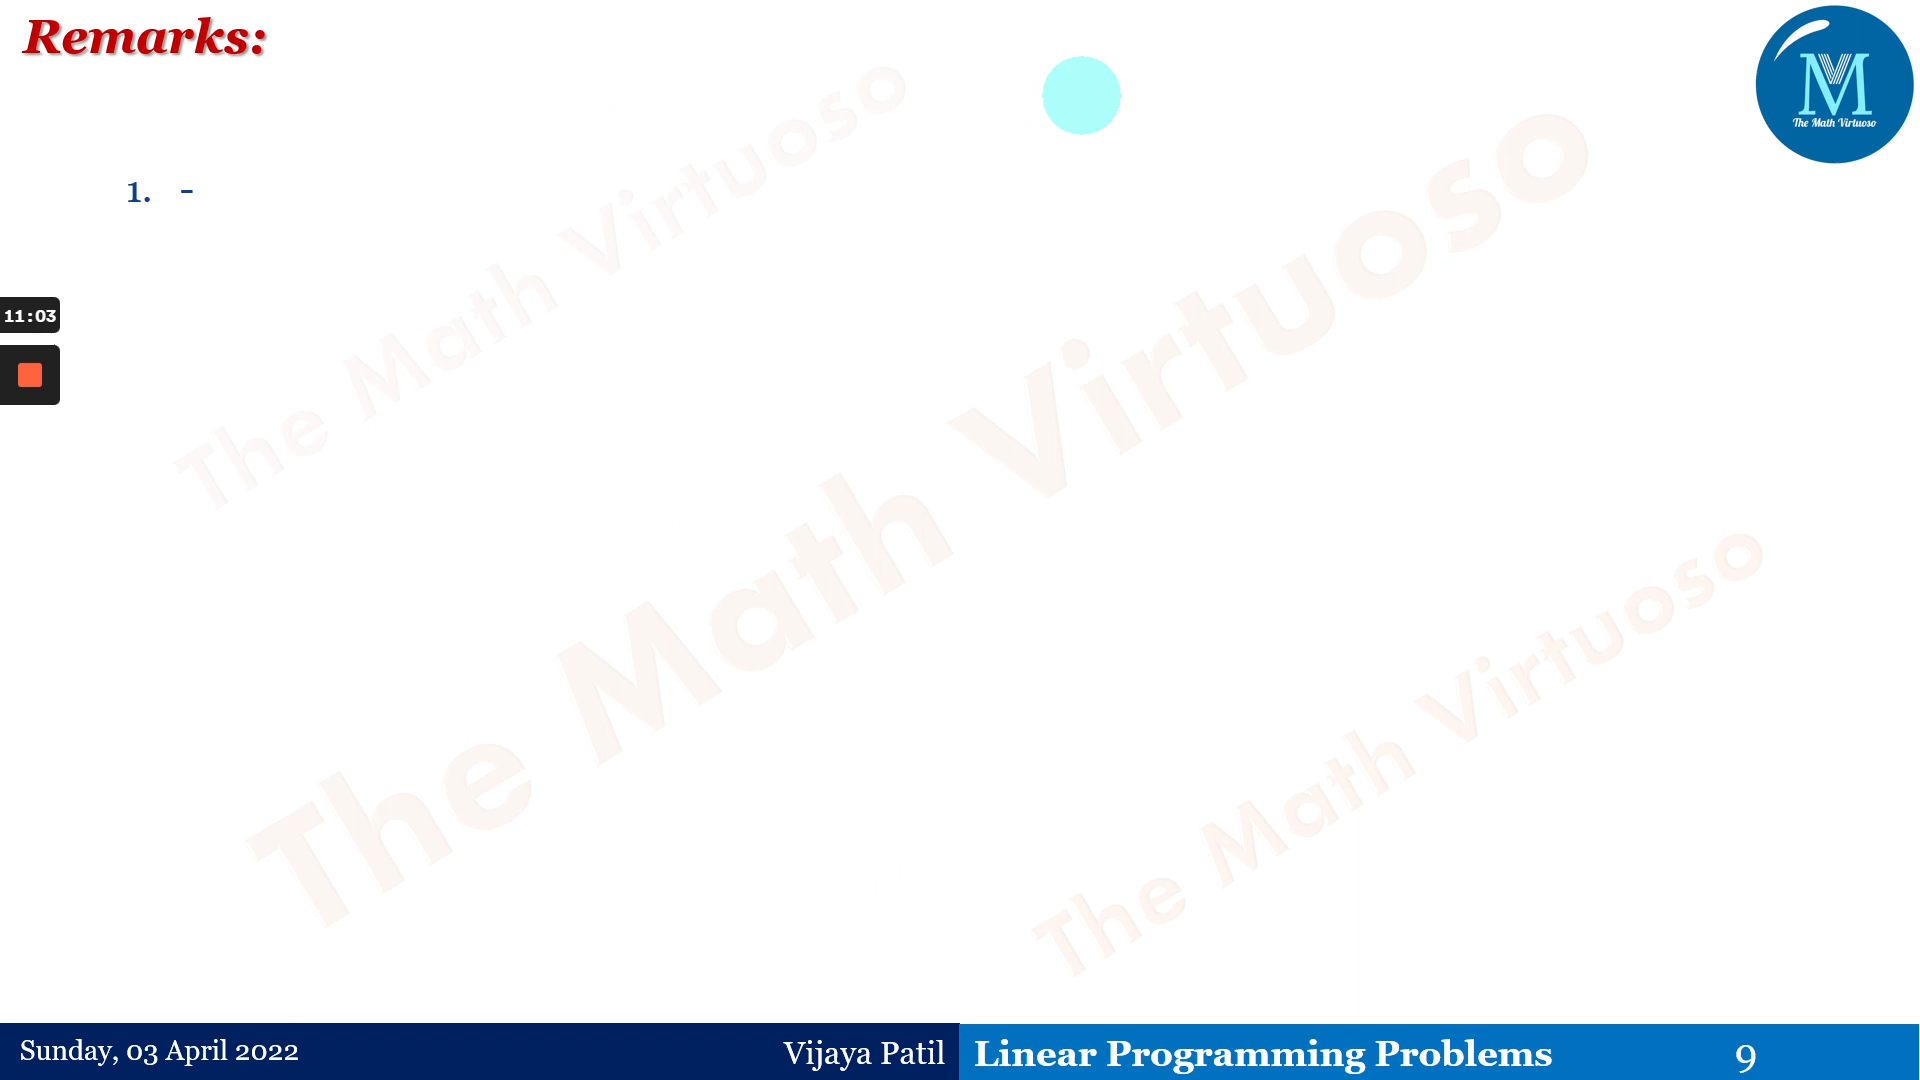 Remarks:
M
The Math Virtuoso
1. -
The Math Virtuoso
The Math Virtuoso
The Math Virtuoso
11:03
Sunday, 03 April 2022
Vijaya Patil
Linear Programming Problems
9